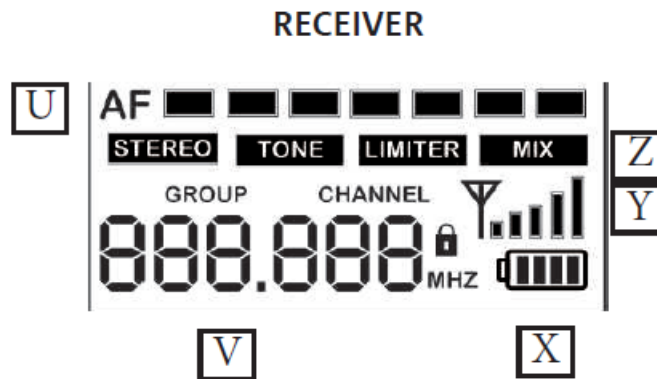 RECEIVER
U
AF
STEREO TONE LIMITER MIX
Z
GROUP CHANNEL
Y
888.888 MHZ
V
X